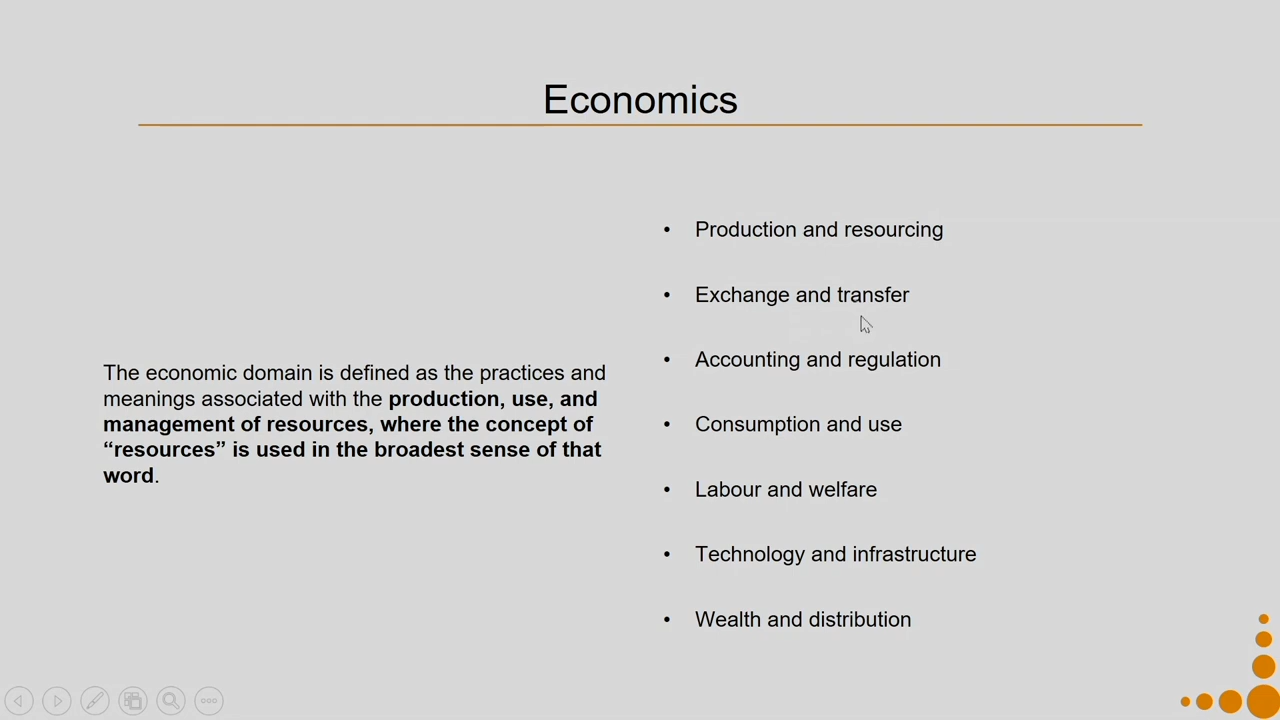 Economics
The economic domain is defined as the practices and
meanings associated with the production, use, and
management of resources, where the concept of
“resources” is used in the broadest sense of that
word.
• Production and resourcing
• Exchange and transfer
• Accounting and regulation
• Consumption and use
• Labour and welfare
• Technology and infrastructure
• Wealth and distribution